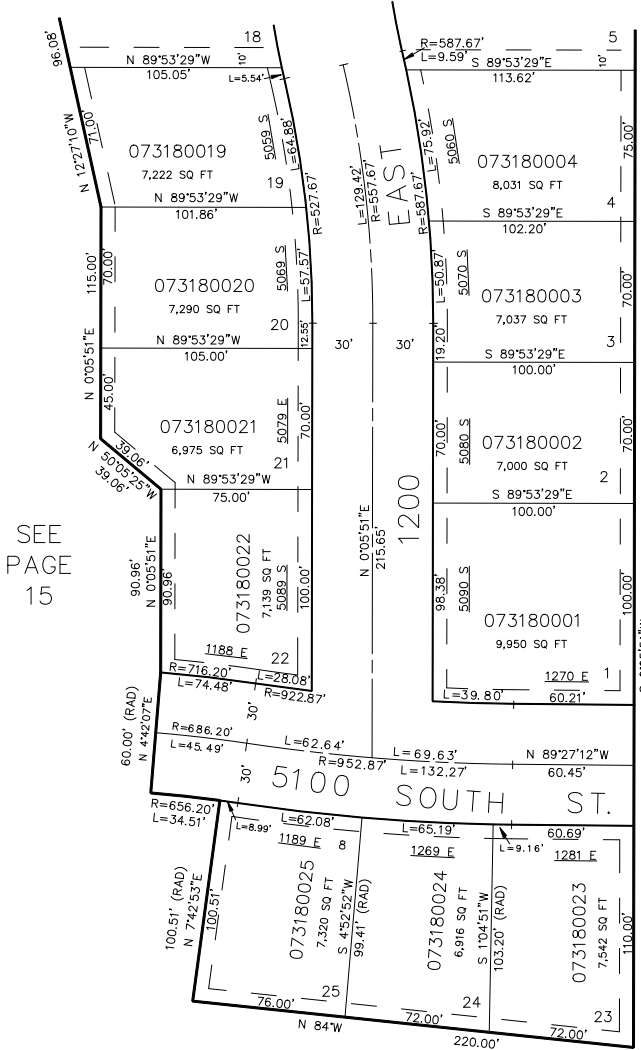 18
5
96.08'
N 89°53'29"W
105.05'
10'
L=5.54'
R=587.67'
L=9.59'
S 89°53'29"E
113.62'
10'
N 12°27'10"W
71.00'
073180019
7,222 SQ FT
19
5059 S
L=64.88'
R=527.67'
L=129.42'
R=557.67'
EAST
R=587.67'
L=75.92'
5060 S
073180004
8,031 SQ FT
4
75.00'
N 89°53'29"W
101.86'
S 89°53'29"E
102.20'
115.00'
70.00'
073180020
7,290 SQ FT
20
5069 S
L=57.57'
12.55'
30'
30'
L=50.87'
19.20'
5070 S
073180003
7,037 SQ FT
3
70.00'
N 89°53'29"W
105.00'
S 89°53'29"E
100.00'
N 0°05'51"E
45.00'
073180021
6,975 SQ FT
21
5079 E
70.00'
39.06'
N 50°05'25"W
39.06'
N 89°53'29"W
75.00'
70.00'
5080 S
073180002
7,000 SQ FT
2
70.00'
S 89°53'29"E
100.00'
1200
N 0°05'51"E
215.65'
SEE
PAGE
15
90.96'
N 0°05'51"E
90.96'
073180022
7,139 SQ FT
5089 S
100.00'
1188 E
22
98.38'
5090 S
073180001
9,950 SQ FT
100.00'
1270 E
1
R=716.20'
L=74.48'
L=28.08'
R=922.87'
L=39.80'
60.21'
60.00' (RAD)
N 4°42'07"E
30'
R=686.20'
L=45.49'
L=62.64'
R=952.87'
L=69.63'
L=132.27'
N 89°27'12"W
60.45'
30'
5100 SOUTH ST.
R=656.20'
L=34.51'
L=8.99'
L=62.08'
1189 E
8
L=65.19'
1269 E
L=9.16'
60.69'
1281 E
100.51' (RAD)
N 7°42'53"E
100.51'
073180025
7,320 SQ FT
25
S 4°52'52"W
99.41' (RAD)
073180024
6,916 SQ FT
24
S 1°04'51"W
103.20' (RAD)
073180023
7,542 SQ FT
23
110.00'
76.00'
72.00'
72.00'
N 84°W
220.00'